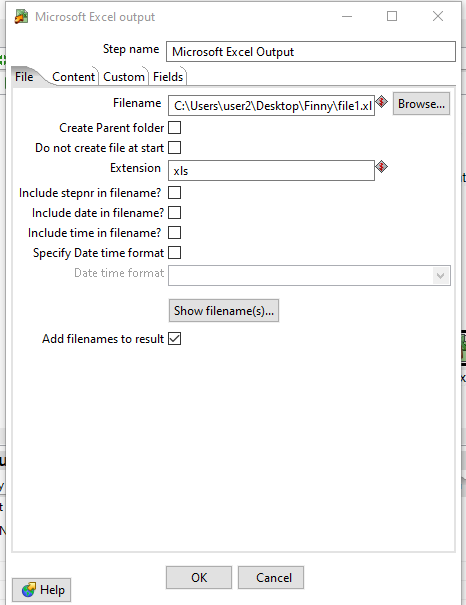 Microsoft Excel output
Step name Microsoft Excel Output
File Content Custom Fields
Filename C:\Users\user2\Desktop\Finny\file1.xl Browse...
Create Parent folder
Do not create file at start
Extension xls
Include stepnr in filename?
Include date in filename?
Include time in filename?
Specify Date time format
Date time format
Show filename(s)...
Add filenames to result
OK Cancel
Help